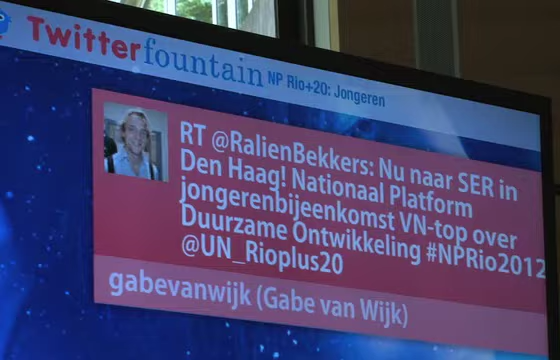 Twitterfountain NP Rio+20: Jongeren
RT @RalienBekkers: Nu naar SER in
Den Haag! Nationaal Platform
jongerenbijeenkomst VN-top over
Duurzame Ontwikkeling #NPRio2012
@UN_Rioplus20
gabevanwijk (Gabe van Wijk)